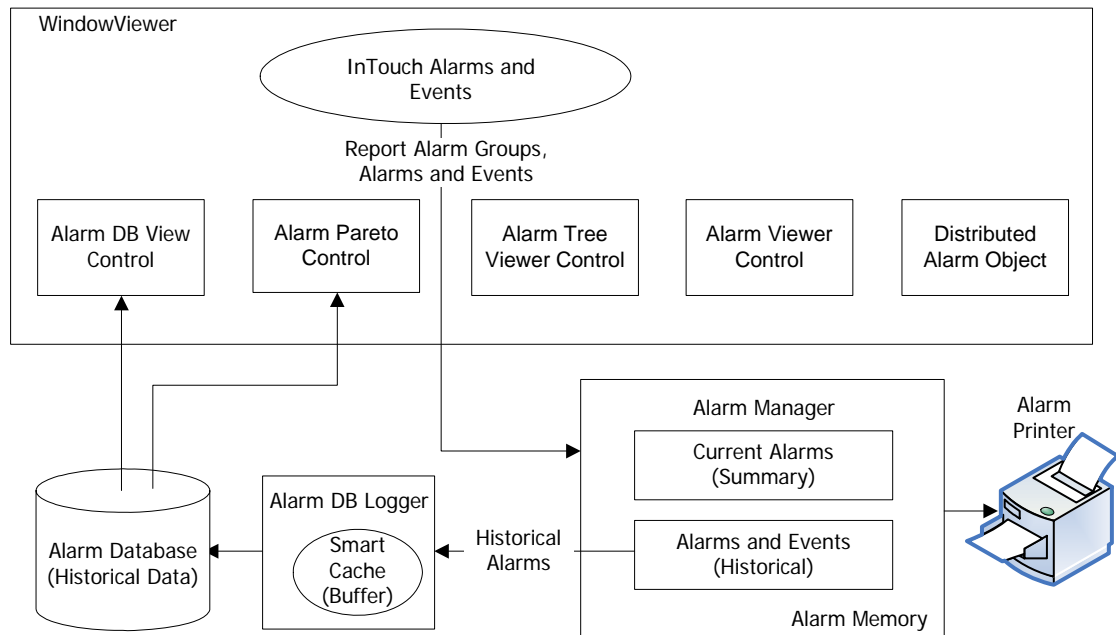 WindowViewer
InTouch Alarms and
Events
Report Alarm Groups,
Alarms and Events
Alarm DB View
Control
Alarm Pareto
Control
Alarm Tree
Viewer Control
Alarm Viewer
Control
Distributed
Alarm Object
Alarm Manager
Current Alarms
(Summary)
Alarms and Events
(Historical)
Alarm Memory
Alarm
Printer
Alarm Database
(Historical Data)
Alarm DB Logger
Smart
Cache
(Buffer)
Historical
Alarms